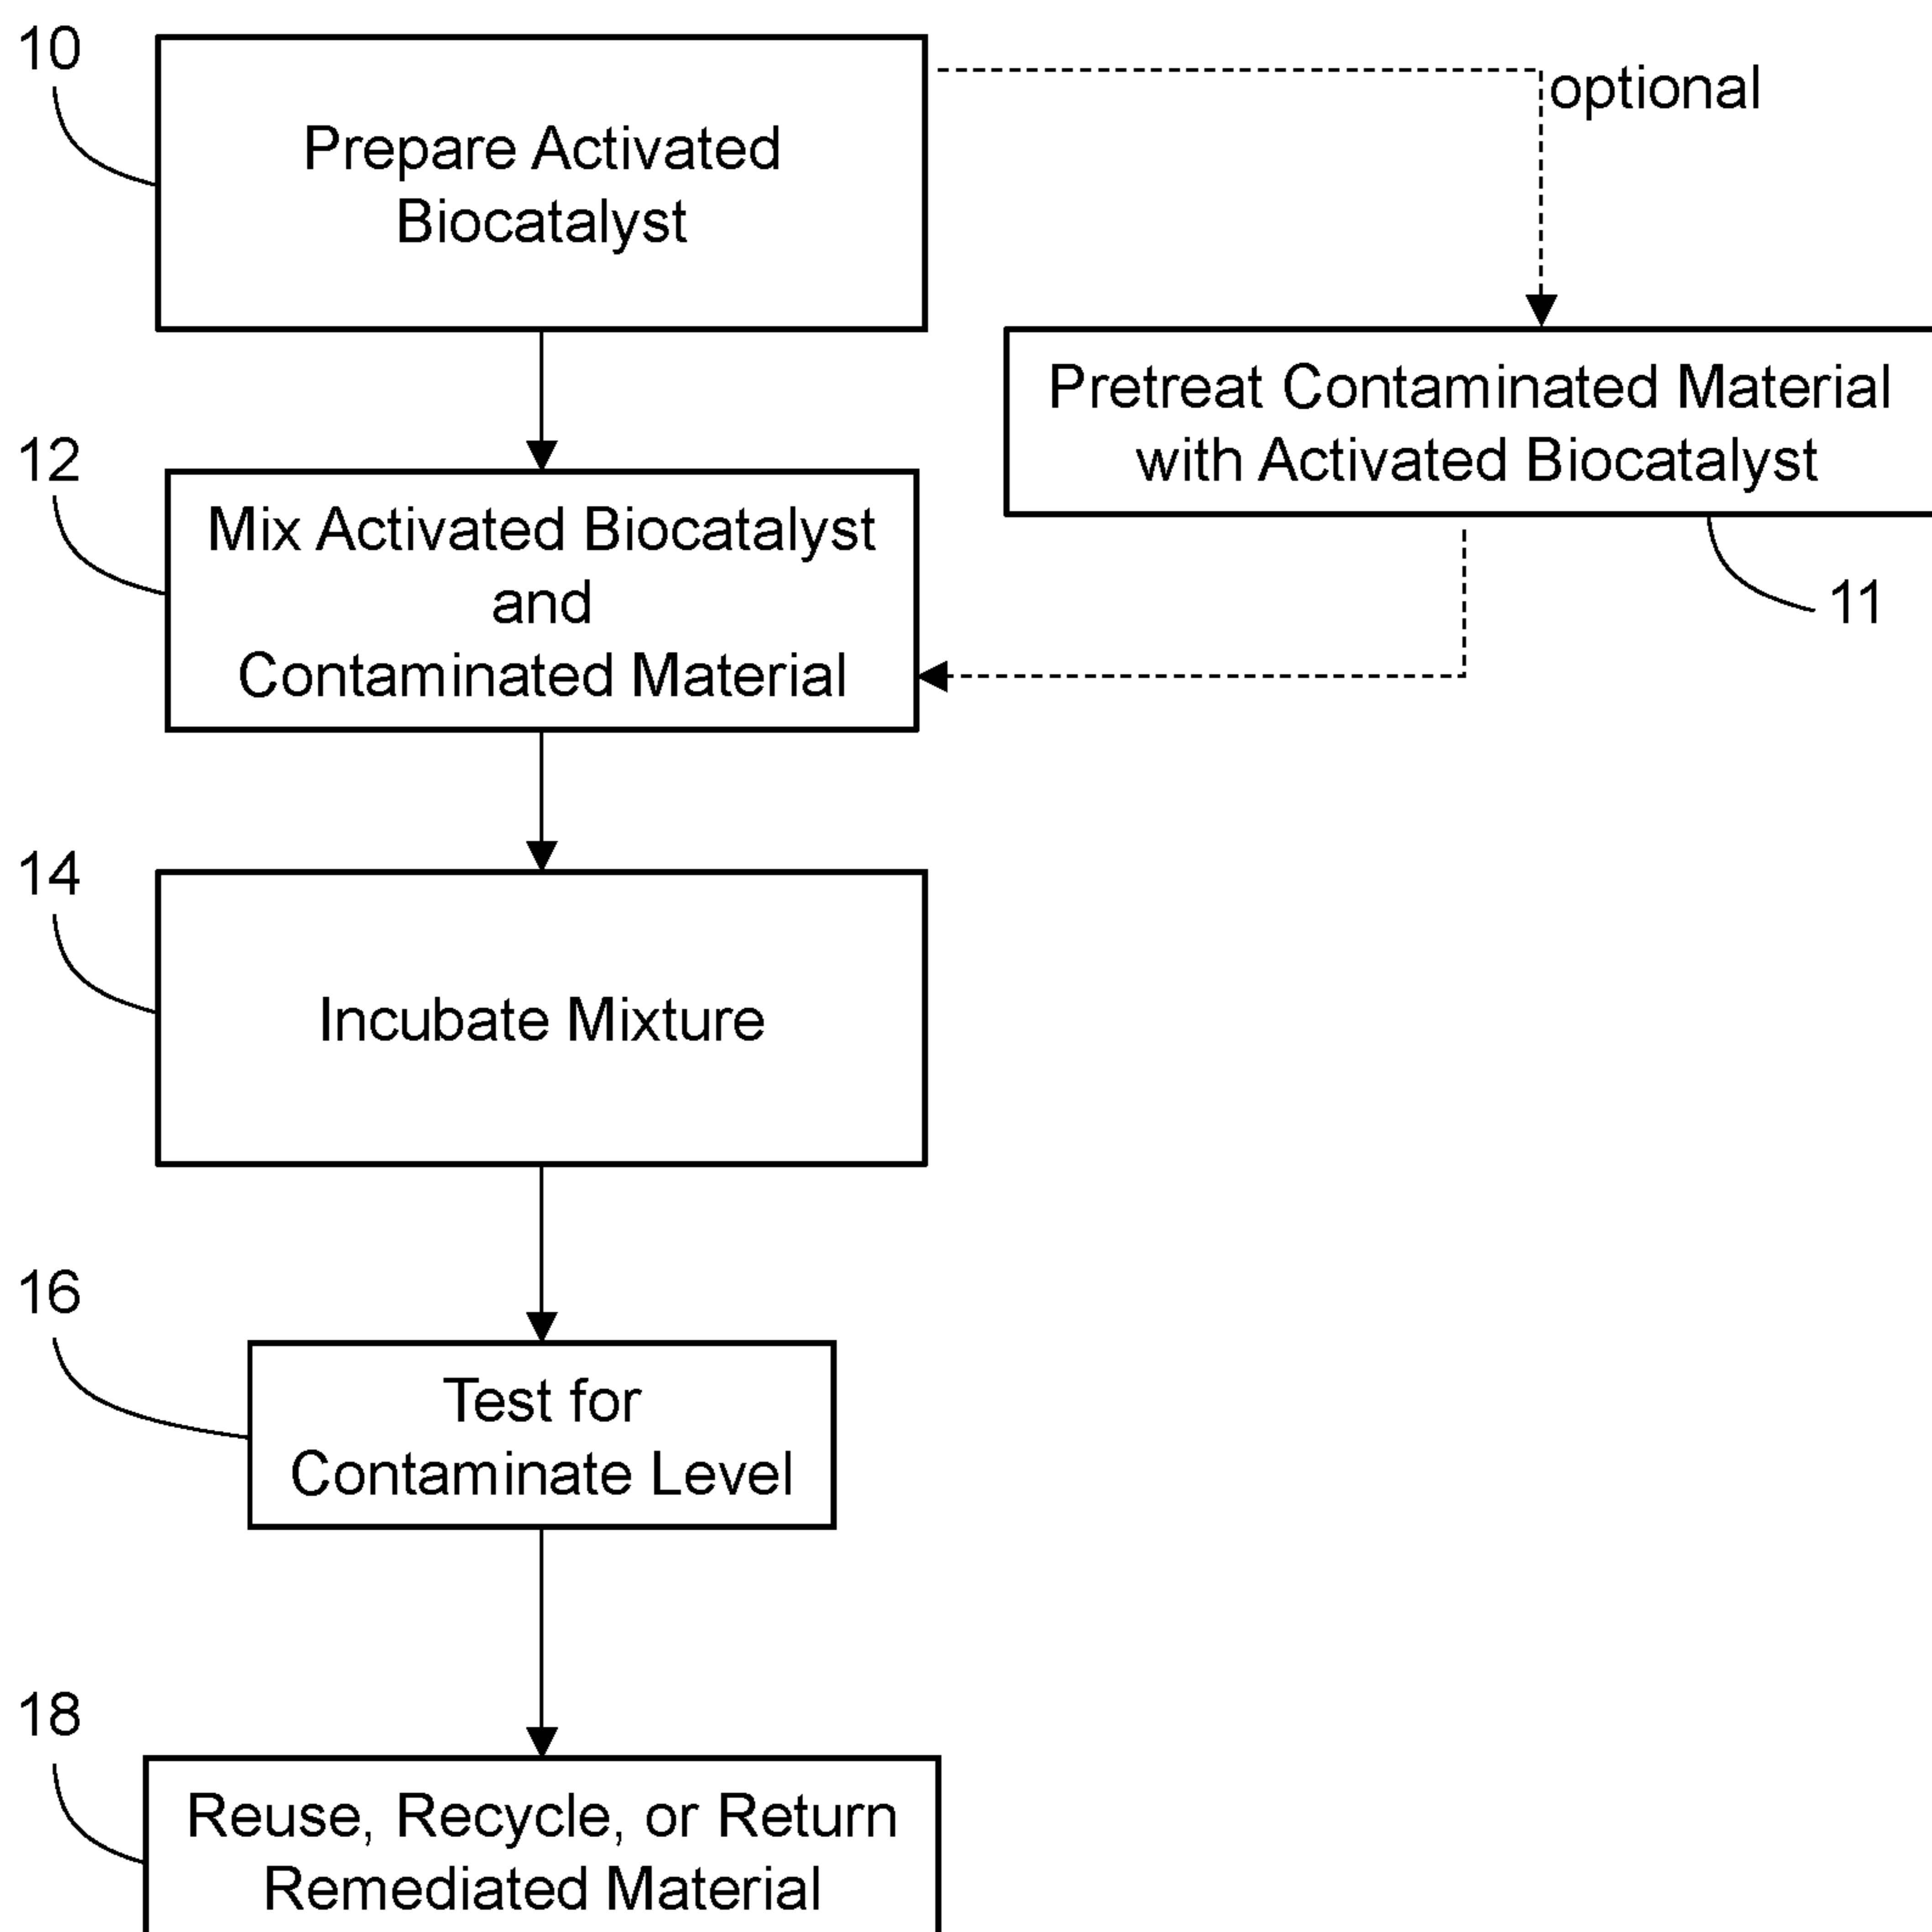 10
Prepare Activated
Biocatalyst
optional
Pretreat Contaminated Material
with Activated Biocatalyst
11
12
Mix Activated Biocatalyst
and
Contaminated Material
14
Incubate Mixture
16
Test for
Contaminate Level
18
Reuse, Recycle, or Return
Remediated Material